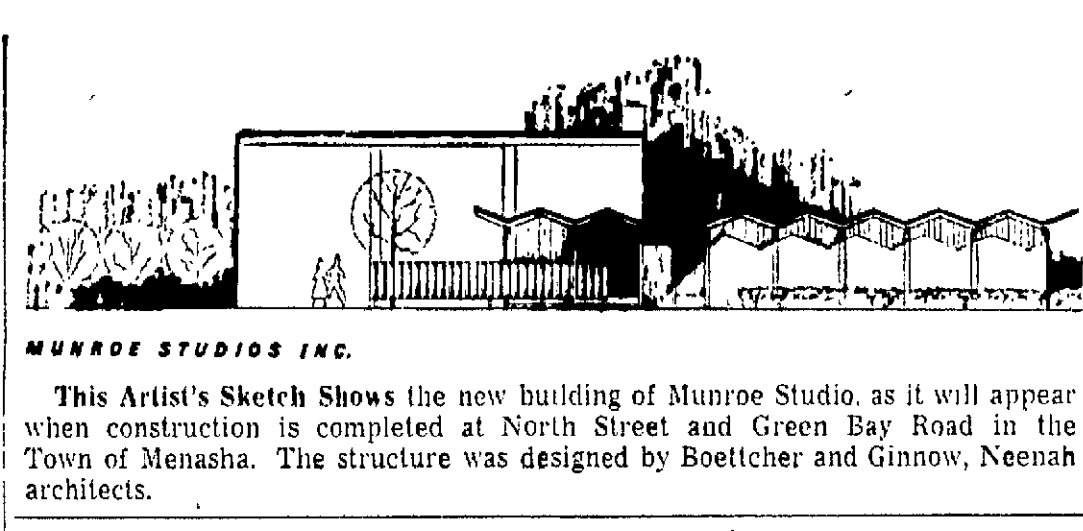 MUNROE STUDIOS INC.
This Artist's Sketch Shows the new building of Munroe Studio, as it will appear
when construction is completed at North Street and Green Bay Road in the
Town of Menasha. The structure was designed by Boettcher and Ginnow, Neenah
architects.